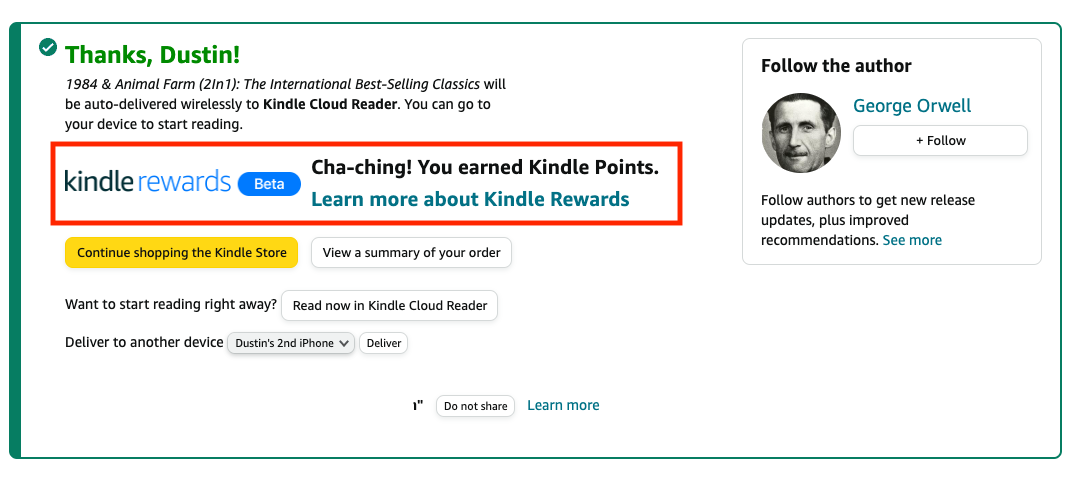 Thanks, Dustin!
1984 & Animal Farm (2In1): The International Best-Selling Classics will
be auto-delivered wirelessly to Kindle Cloud Reader. You can go to
your device to start reading.
kindle rewards Beta
Cha-ching! You earned Kindle Points.
Learn more about Kindle Rewards
Continue shopping the Kindle Store
View a summary of your order
Want to start reading right away? Read now in Kindle Cloud Reader
Deliver to another device Dustin's 2nd iPhone Deliver
Do not share Learn more
Follow the author
George Orwell
+ Follow
Follow authors to get new release
updates, plus improved
recommendations. See more